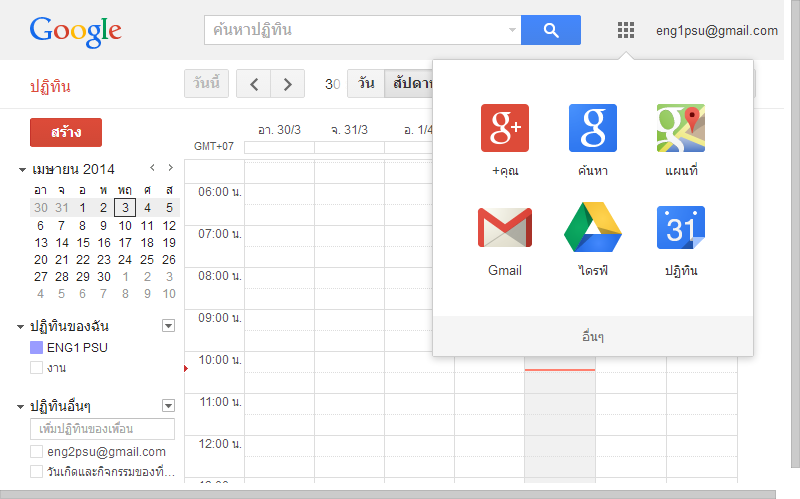 Google
ค้นหาปฏิทิน
eng1psu@gmail.com
ปฏิทิน
วันนี้
30
วัน
สัปดาห
สร้าง
GMT+07
อา. 30/3
จ. 31/3
อ. 1/4
เมษายน 2014
อา จ อ พ พฤ ศ ส
30 31 1 2 3 4 5
6 7 8 9 10 11 12
13 14 15 16 17 18 19
20 21 22 23 24 25 26
27 28 29 30 1 2 3
4 5 6 7 8 9 10
ปฏิทินของฉัน
ENG1 PSU
งาน
ปฏิทินอื่นๆ
เพิ่มปฏิทินของเพื่อน
eng2psu@gmail.com
วันเกิดและกิจกรรมของที่…
06:00 น.
07:00 น.
08:00 น.
09:00 น.
10:00 น.
11:00 น.
12:00 น.
g+
g
g
+คุณ
ค้นหา
แผนที่
31
Gmail
ไดรฟ์
ปฏิทิน
อื่นๆ